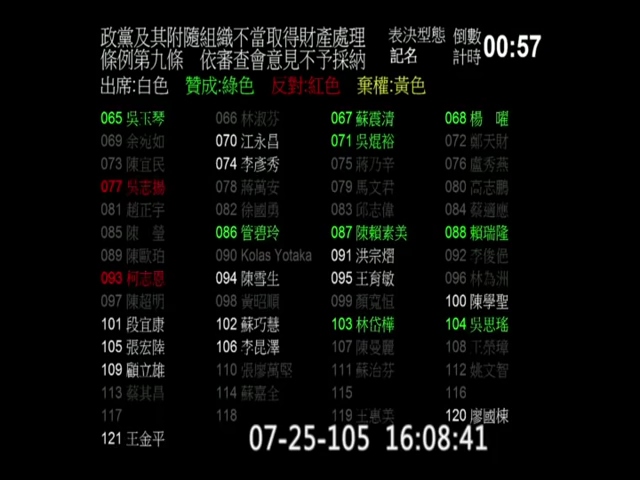 政黨及其附隨組織不當取得財產處理 表決型態 倒數 00:57
條例第九條 依審查會意見不予採納 記名 計時
出席:白色 贊成:綠色 反對:紅色 棄權:黃色
065 吳玉琴 066 林淑芬 067 蘇震清 068 楊 曜
069 余宛如 070 江永昌 071 吳焜裕 072 鄭天財
073 陳宜民 074 李彥秀 075 蔣乃辛 076 盧秀燕
077 吳志揚 078 蔣萬安 079 馬文君 080 高志鵬
081 趙正宇 082 徐國勇 083 邱志偉 084 蔡適應
085 陳 瑩 086 管碧玲 087 陳賴素美 088 賴瑞隆
089 陳歐珀 090 Kolas Yotaka 091 洪宗熠 092 李俊俋
093 柯志恩 094 陳雪生 095 王育敏 096 林為洲
097 陳超明 098 黃昭順 099 顏寬恒 100 陳學聖
101 段宜康 102 蘇巧慧 103 林岱樺 104 吳思瑤
105 張宏陸 106 李昆澤 107 陳曼麗 108 王榮璋
109 顧立雄 110 張廖萬堅 111 蘇治芬 112 姚文智
113 蔡其昌 114 蘇嘉全 115 116
117 118 119 王惠美 120 廖國棟
121 王金平
07-25-105 16:08:41